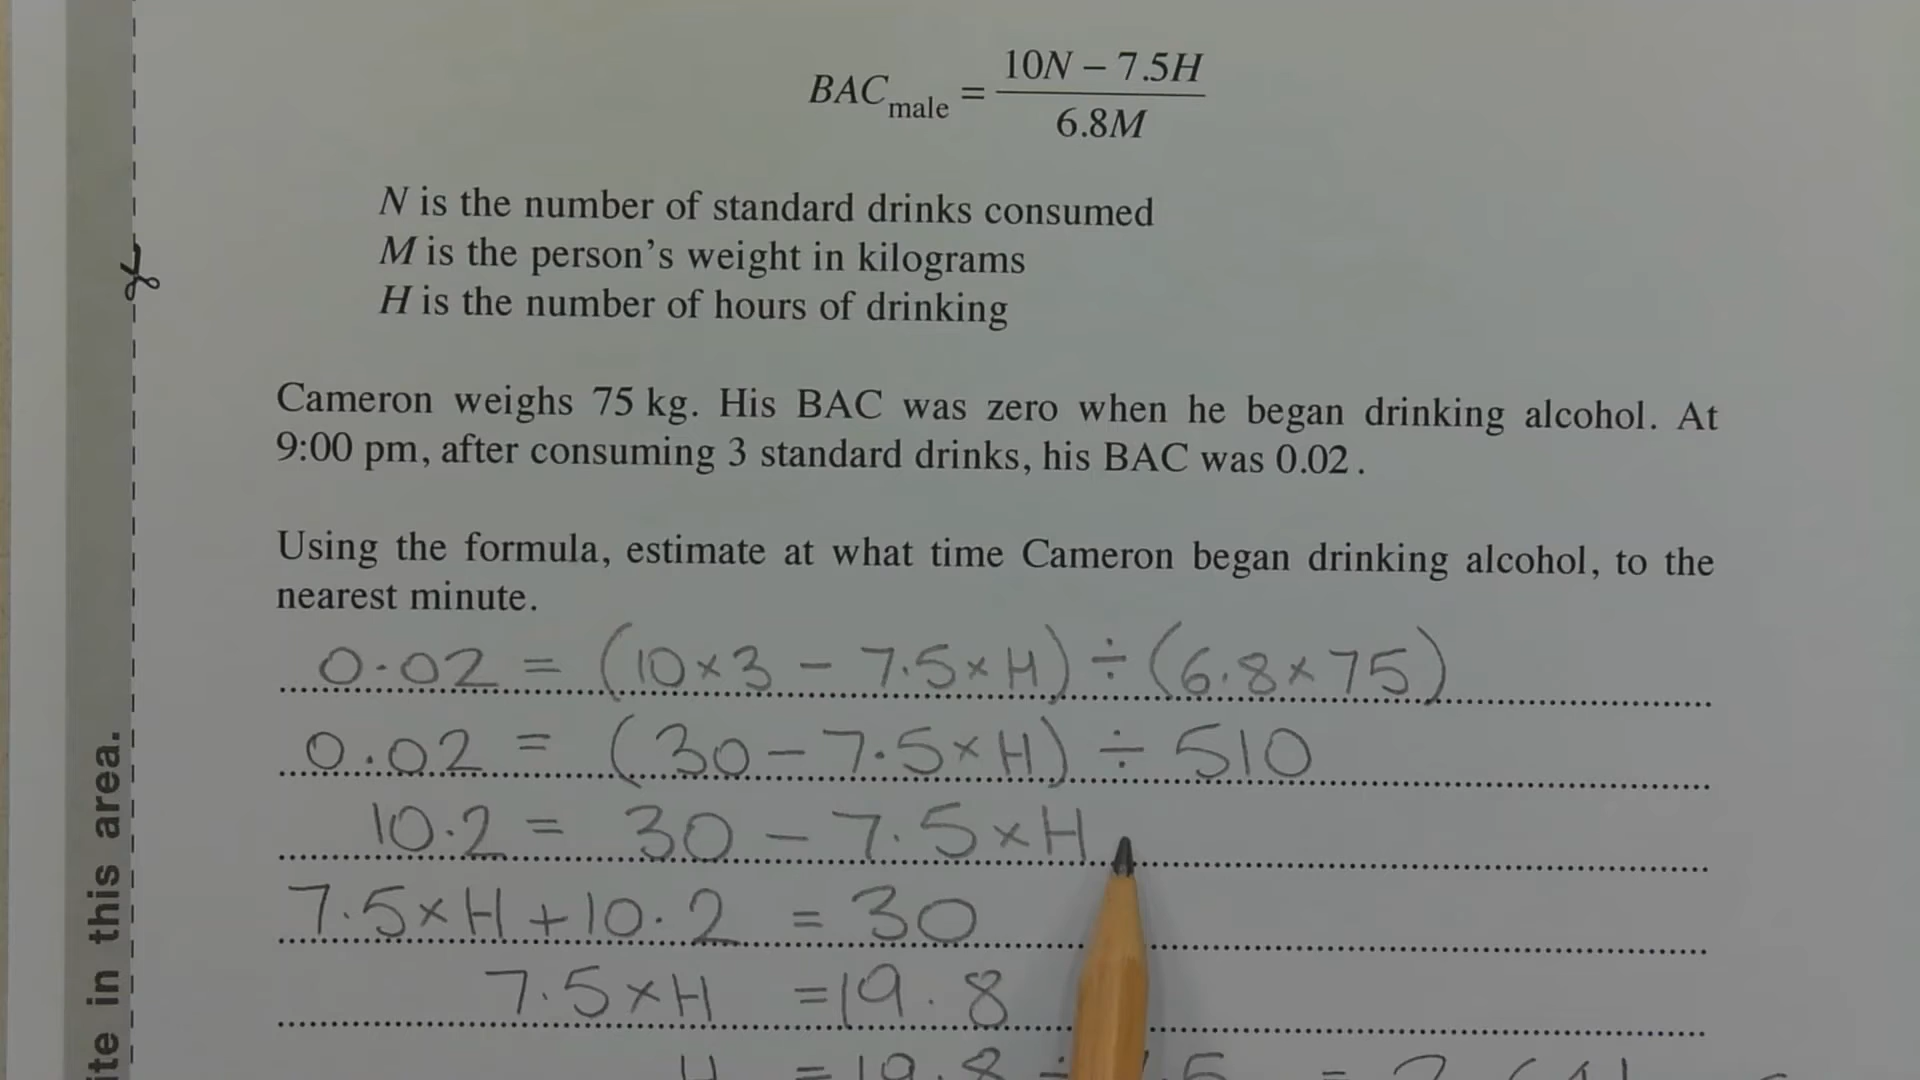 BAC male = 10N – 7.5H / 6.8M
N is the number of standard drinks consumed
M is the person's weight in kilograms
H is the number of hours of drinking
Cameron weighs 75 kg. His BAC was zero when he began drinking alcohol. At
9:00 pm, after consuming 3 standard drinks, his BAC was 0.02.
Using the formula, estimate at what time Cameron began drinking alcohol, to the
nearest minute.
0.02 = (10×3 – 7.5×H) ÷ (6.8×75)
0.02 = (30 – 7.5×H) ÷ 510
10.2 = 30 – 7.5×H
7.5×H + 10.2 = 30
7.5×H = 19.8
H = 19.8 ÷
ite in this area.